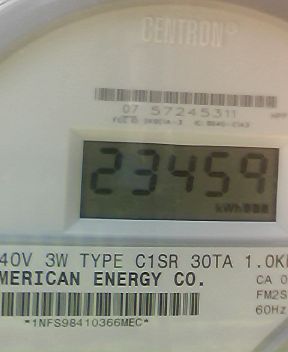 CENTRON®
07 57245311
23459
kWh
40V 3W TYPE C1SR 30TA 1.0K
MERICAN ENERGY CO.
CA 0
FM2S
60Hz
*1NFS98410366MEC*